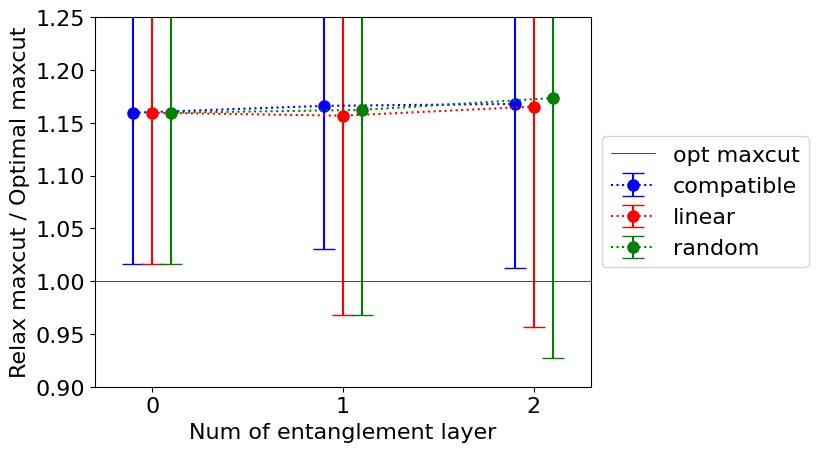 Relax maxcut / Optimal maxcut
1.25
1.20
1.15
1.10
1.05
1.00
0.95
0.90
0
1
2
Num of entanglement layer
opt maxcut
compatible
linear
random